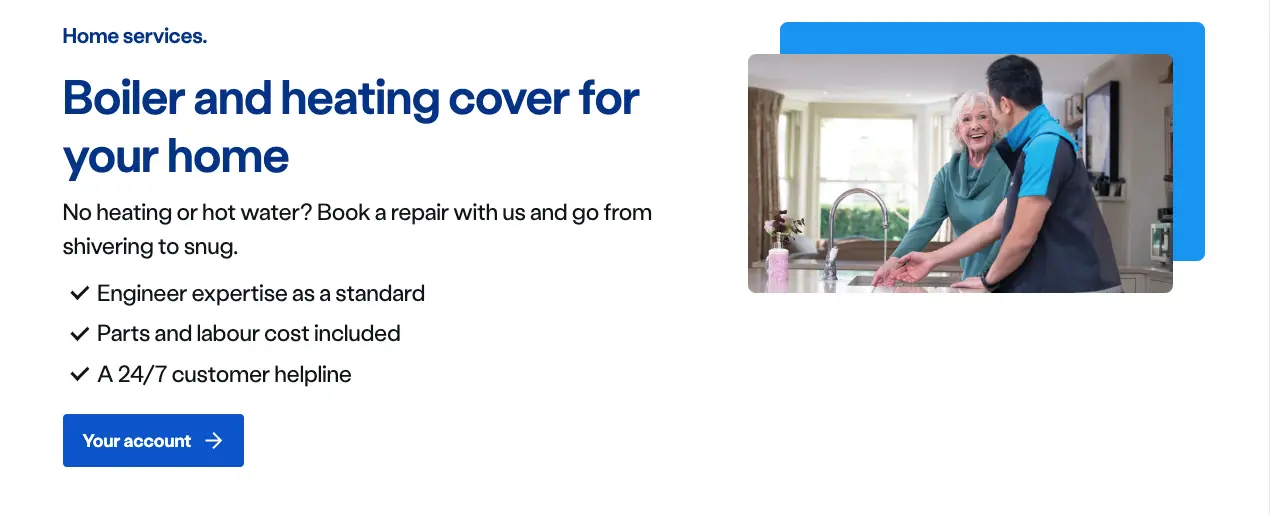 Home services.
Boiler and heating cover for
your home
No heating or hot water? Book a repair with us and go from
shivering to snug.
Engineer expertise as a standard
Parts and labour cost included
A 24/7 customer helpline
Your account